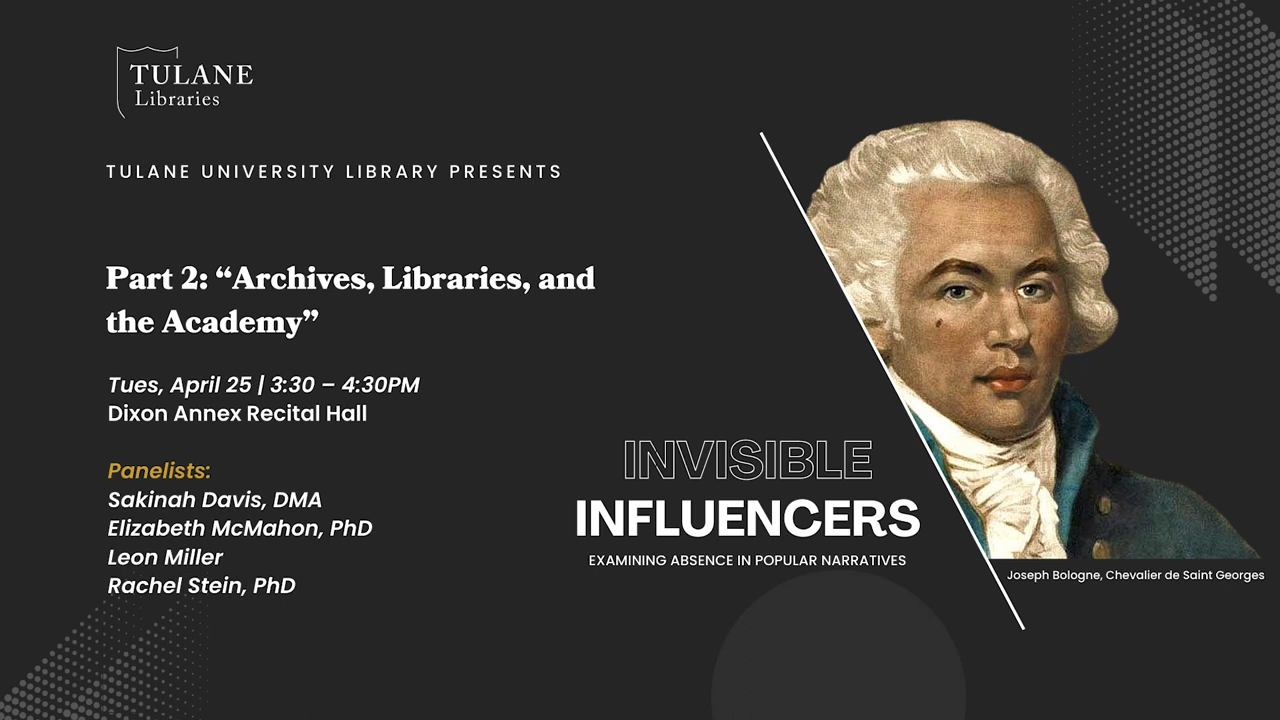 TULANE
Libraries
TULANE UNIVERSITY LIBRARY PRESENTS
Part 2: “Archives, Libraries, and
the Academy”
Tues, April 25 | 3:30 – 4:30PM
Dixon Annex Recital Hall
Panelists:
Sakinah Davis, DMA
Elizabeth McMahon, PhD
Leon Miller
Rachel Stein, PhD
INVISIBLE
INFLUENCERS
EXAMINING ABSENCE IN POPULAR NARRATIVES
Joseph Bologne, Chevalier de Saint Georges